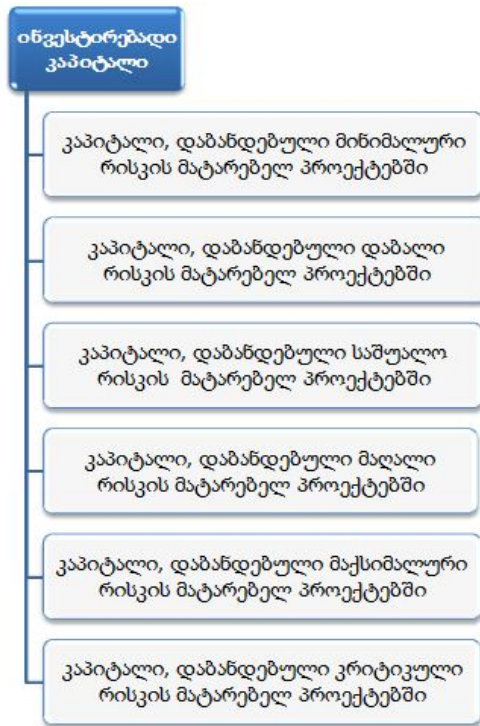 ინვესტირებადი
კაპიტალი
კაპიტალი, დაბანდებული მინიმალური
რისკის მატარებელ პროექტებში
კაპიტალი, დაბანდებული დაბალი
რისკის მატარებელ პროექტებში
კაპიტალი, დაბანდებული საშუალო
რისკის მატარებელ პროექტებში
კაპიტალი, დაბანდებული მაღალი
რისკის მატარებელ პროექტებში
კაპიტალი, დაბანდებული მაქსიმალური
რისკის მატარებელ პროექტებში
კაპიტალი, დაბანდებული კრიტიკული
რისკის მატარებელ პროექტებში